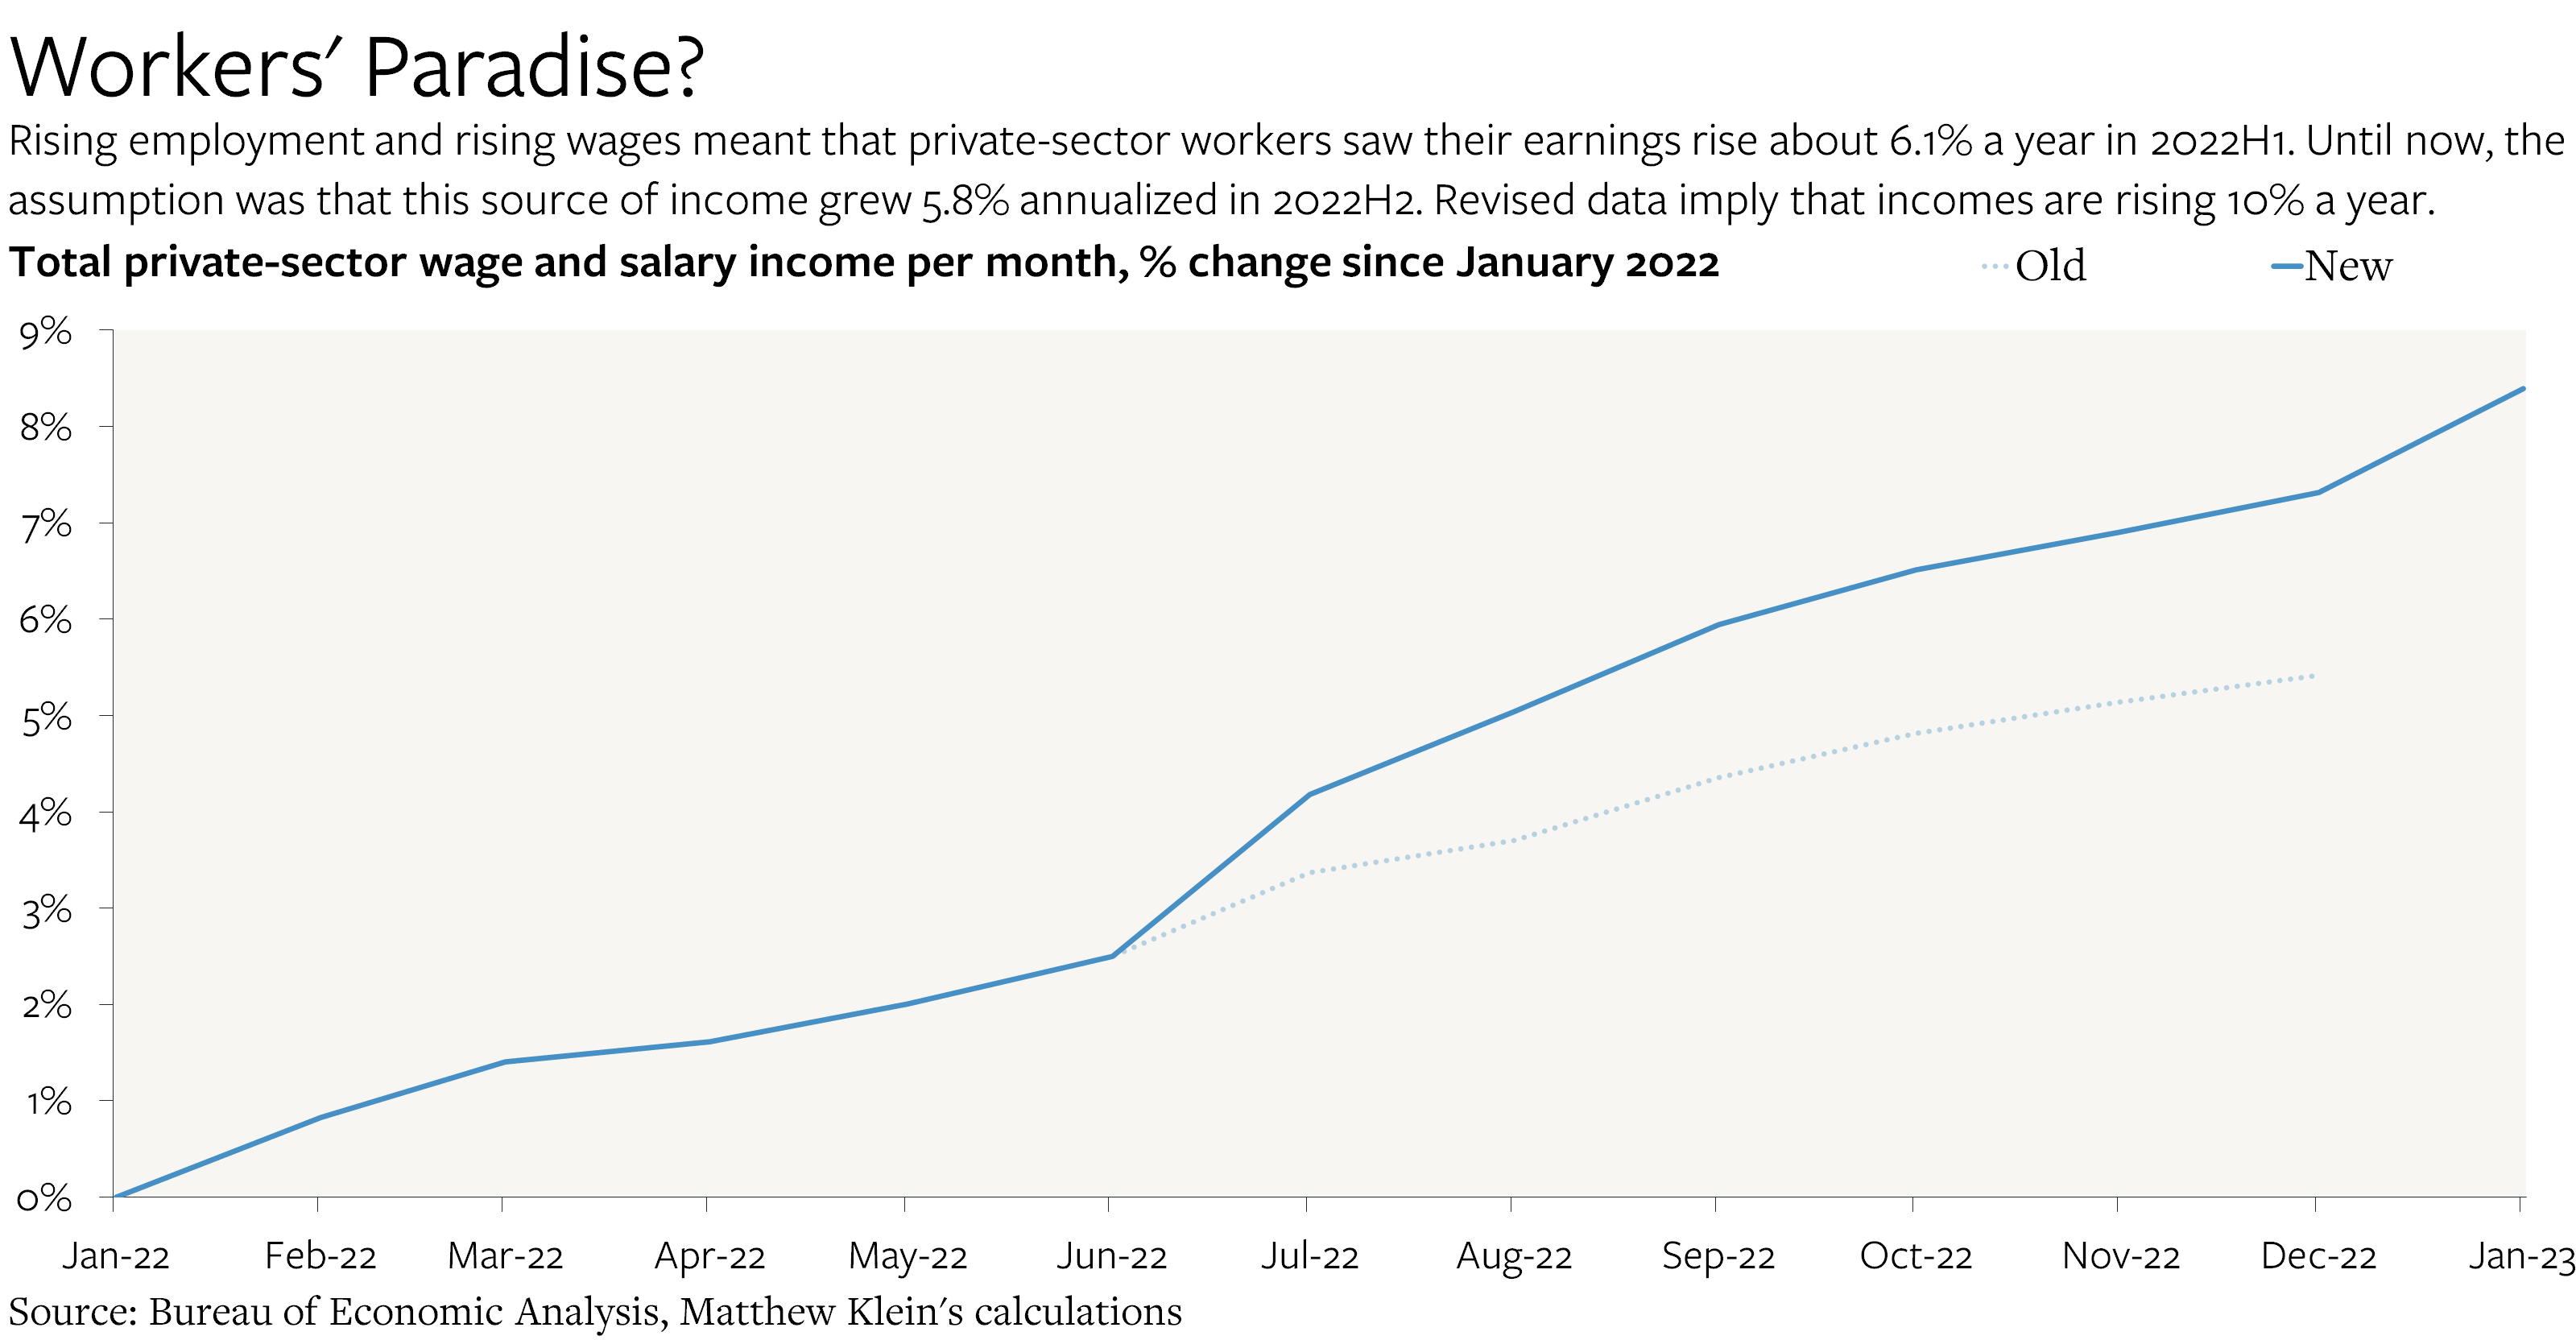 Workers' Paradise?
Rising employment and rising wages meant that private-sector workers saw their earnings rise about 6.1% a year in 2022H1. Until now, the
assumption was that this source of income grew 5.8% annualized in 2022H2. Revised data imply that incomes are rising 10% a year.
Total private-sector wage and salary income per month, % change since January 2022
Old
New
9%
8%
7%
6%
5%
4%
3%
2%
1%
0%
Jan-22
Feb-22
Mar-22
Apr-22
May-22
Jun-22
Jul-22
Aug-22
Sep-22
Oct-22
Nov-22
Dec-22
Jan-23
Source: Bureau of Economic Analysis, Matthew Klein's calculations